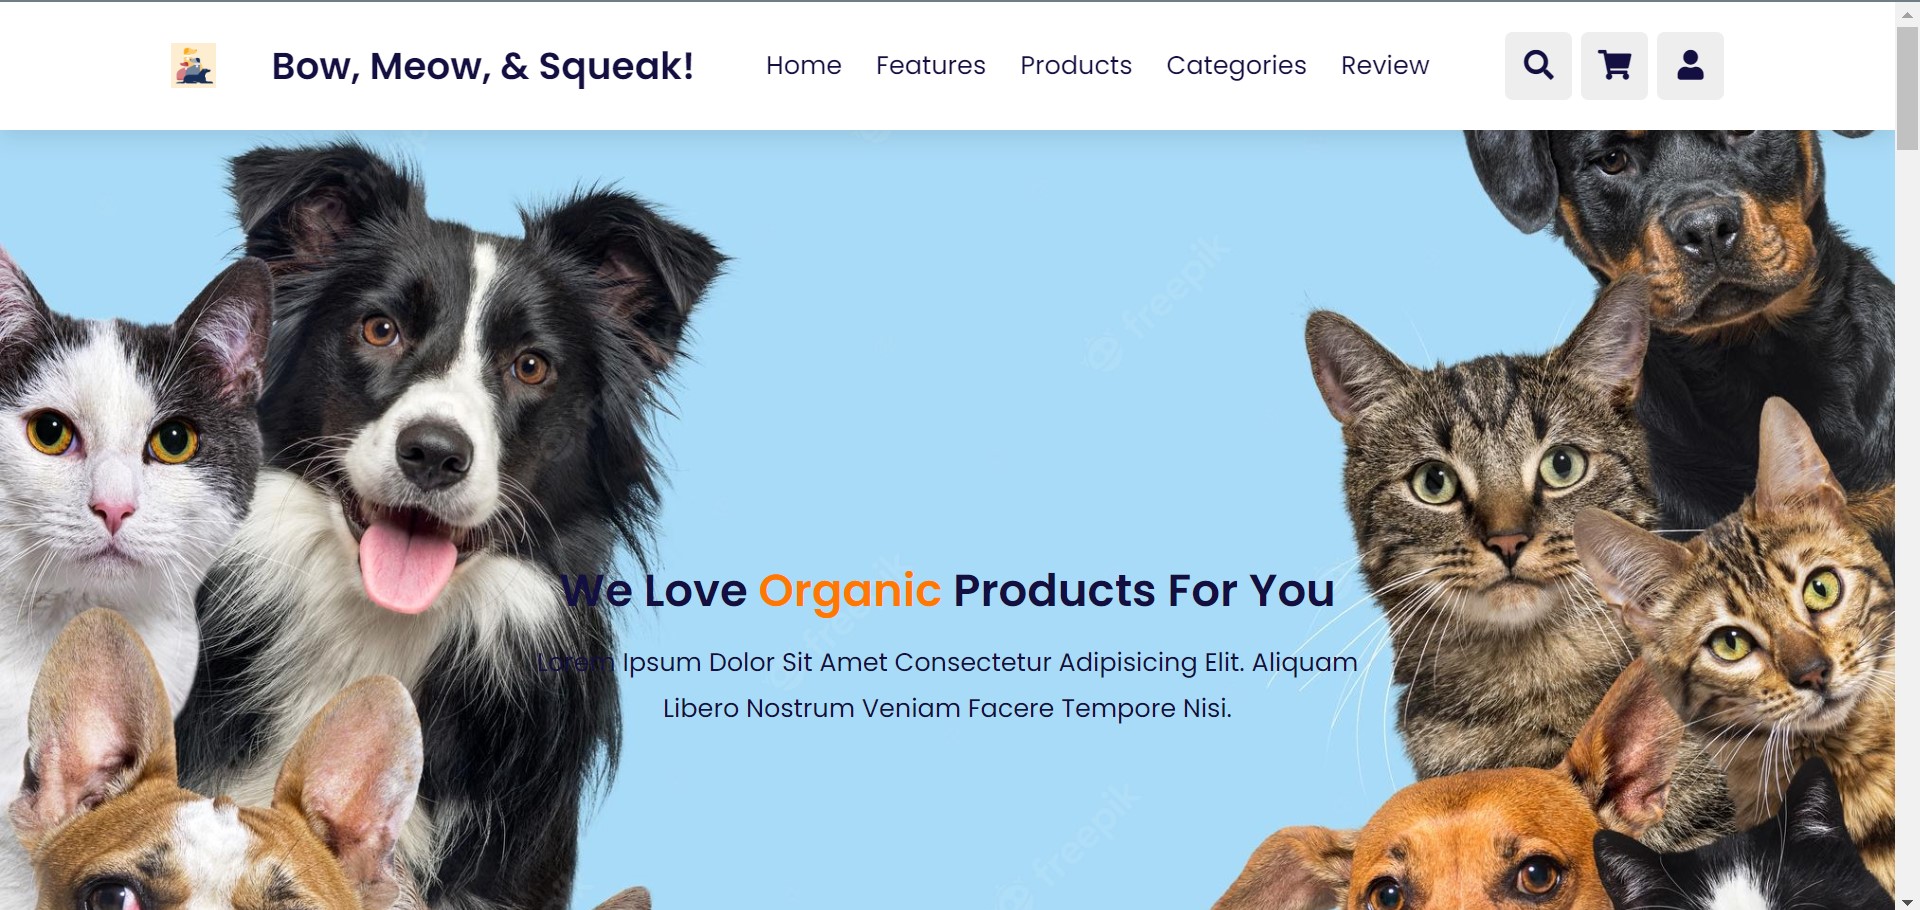 Bow, Meow, & Squeak!
Home Features Products Categories Review
We Love Organic Products For You
Lorem Ipsum Dolor Sit Amet Consectetur Adipisicing Elit. Aliquam
Libero Nostrum Veniam Facere Tempore Nisi.
freepik
freepik
freepik